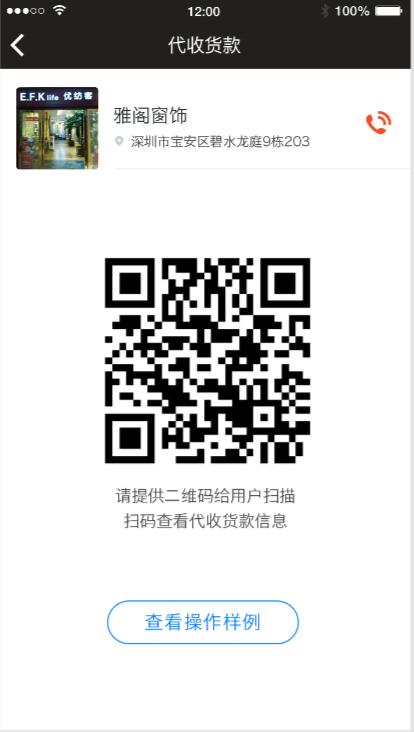 12:00
100%
代收货款
E.F.K life 优纺客
雅阁窗饰
深圳市宝安区碧水龙庭9栋203
请提供二维码给用户扫描
扫码查看代收货款信息
查看操作样例